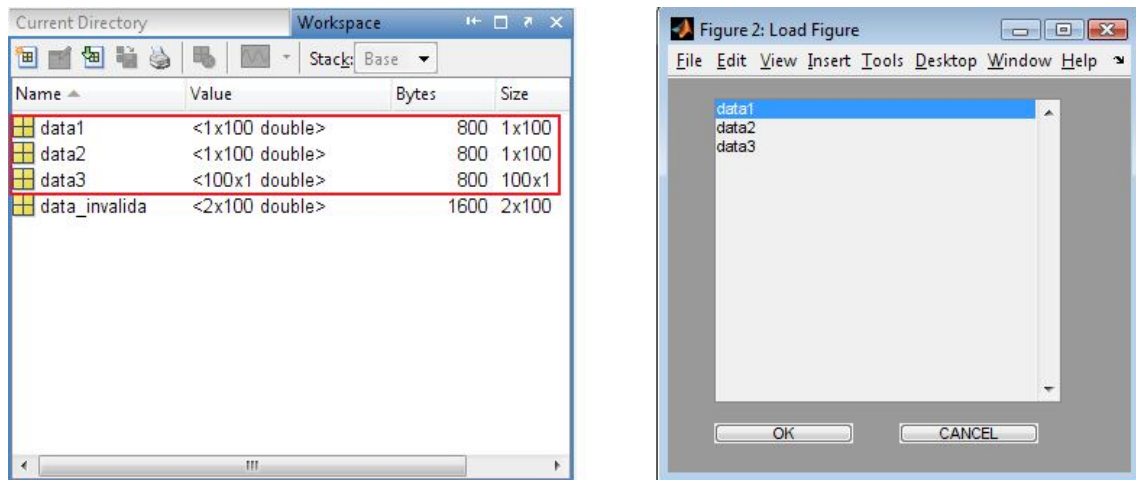 Current Directory Workspace
Stack: Base
Name Value Bytes Size
data1 <1x100 double> 800 1x100
data2 <1x100 double> 800 1x100
data3 <100x1 double> 800 100x1
data_invalida <2x100 double> 1600 2x100
Figure 2: Load Figure
File Edit View Insert Tools Desktop Window Help
data1
data2
data3
OK CANCEL